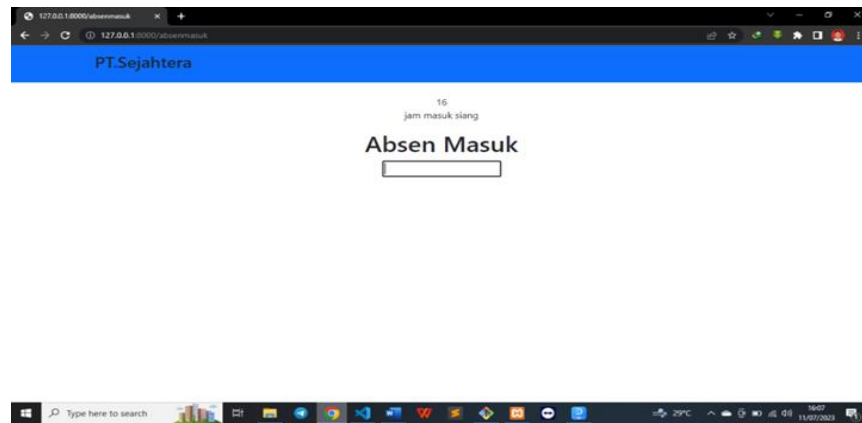 127.0.0.1:8000/absenmasuk
127.0.0.1:8000/absenmasuk
PT.Sejahtera
16
jam masuk siang
Absen Masuk
Type here to search
29°C
16:07
11/07/2023